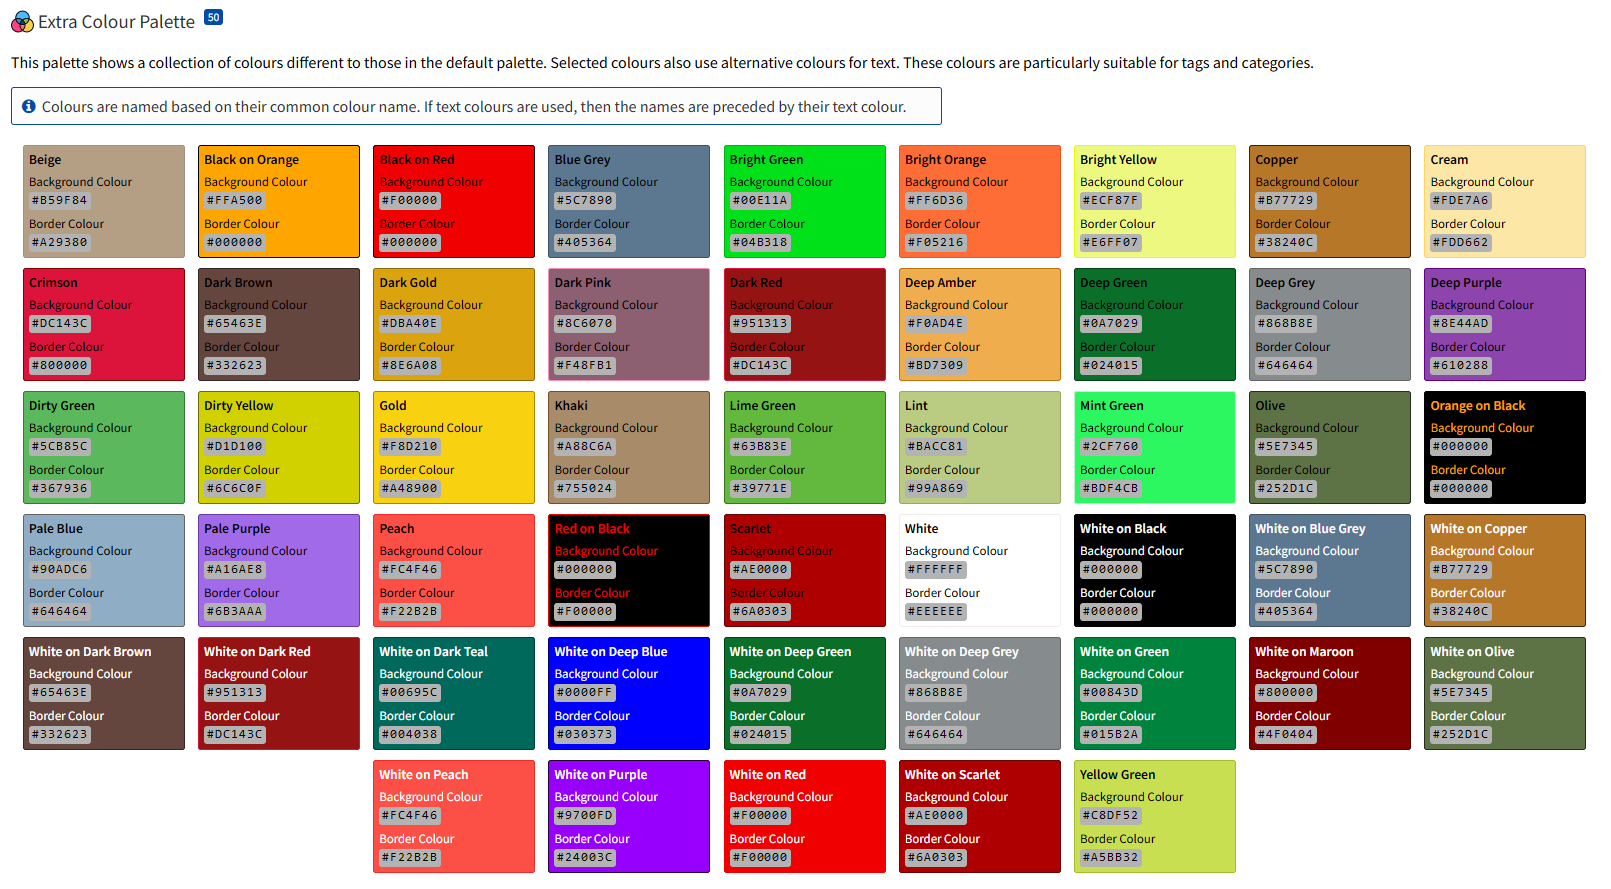 Extra Colour Palette 50
This palette shows a collection of colours different to those in the default palette. Selected colours also use alternative colours for text. These colours are particularly suitable for tags and categories.
Colours are named based on their common colour name. If text colours are used, then the names are preceded by their text colour.
Beige
Background Colour
#B59F84
Border Colour
#A29380
Black on Orange
Background Colour
#FFA500
Border Colour
#000000
Black on Red
Background Colour
#F00000
Border Colour
#000000
Blue Grey
Background Colour
#5C7890
Border Colour
#405364
Bright Green
Background Colour
#00E11A
Border Colour
#04B318
Bright Orange
Background Colour
#FF6D36
Border Colour
#F05216
Bright Yellow
Background Colour
#ECF87F
Border Colour
#E6FF07
Copper
Background Colour
#B77729
Border Colour
#38240C
Cream
Background Colour
#FDE7A6
Border Colour
#FDD662
Crimson
Background Colour
#DC143C
Border Colour
#800000
Dark Brown
Background Colour
#65463E
Border Colour
#332623
Dark Gold
Background Colour
#DBA40E
Border Colour
#8E6A08
Dark Pink
Background Colour
#8C6070
Border Colour
#F48FB1
Dark Red
Background Colour
#951313
Border Colour
#DC143C
Deep Amber
Background Colour
#F0AD4E
Border Colour
#BD7309
Deep Green
Background Colour
#0A7029
Border Colour
#024015
Deep Grey
Background Colour
#868B8E
Border Colour
#646464
Deep Purple
Background Colour
#8E44AD
Border Colour
#610288
Dirty Green
Background Colour
#5CB85C
Border Colour
#367936
Dirty Yellow
Background Colour
#D1D100
Border Colour
#6C6C0F
Gold
Background Colour
#F8D210
Border Colour
#A48900
Khaki
Background Colour
#A88C6A
Border Colour
#755024
Lime Green
Background Colour
#63B83E
Border Colour
#39771E
Lint
Background Colour
#BACC81
Border Colour
#99A869
Mint Green
Background Colour
#2CF760
Border Colour
#BDF4CB
Olive
Background Colour
#5E7345
Border Colour
#252D1C
Orange on Black
Background Colour
#000000
Border Colour
#000000
Pale Blue
Background Colour
#90ADC6
Border Colour
#646464
Pale Purple
Background Colour
#A16AE8
Border Colour
#6B3AAA
Peach
Background Colour
#FC4F46
Border Colour
#F22B2B
Red on Black
Background Colour
#000000
Border Colour
#F00000
Scarlet
Background Colour
#AE0000
Border Colour
#6A0303
White
Background Colour
#FFFFFF
Border Colour
#EEEEEE
White on Black
Background Colour
#000000
Border Colour
#000000
White on Blue Grey
Background Colour
#5C7890
Border Colour
#405364
White on Copper
Background Colour
#B77729
Border Colour
#38240C
White on Dark Brown
Background Colour
#65463E
Border Colour
#332623
White on Dark Red
Background Colour
#951313
Border Colour
#DC143C
White on Dark Teal
Background Colour
#00695C
Border Colour
#004038
White on Deep Blue
Background Colour
#0000FF
Border Colour
#030373
White on Deep Green
Background Colour
#0A7029
Border Colour
#024015
White on Deep Grey
Background Colour
#868B8E
Border Colour
#646464
White on Green
Background Colour
#00843D
Border Colour
#015B2A
White on Maroon
Background Colour
#800000
Border Colour
#4F0404
White on Olive
Background Colour
#5E7345
Border Colour
#252D1C
White on Peach
Background Colour
#FC4F46
Border Colour
#F22B2B
White on Purple
Background Colour
#9700FD
Border Colour
#24003C
White on Red
Background Colour
#F00000
Border Colour
#F00000
White on Scarlet
Background Colour
#AE0000
Border Colour
#6A0303
Yellow Green
Background Colour
#C8DF52
Border Colour
#A5BB32